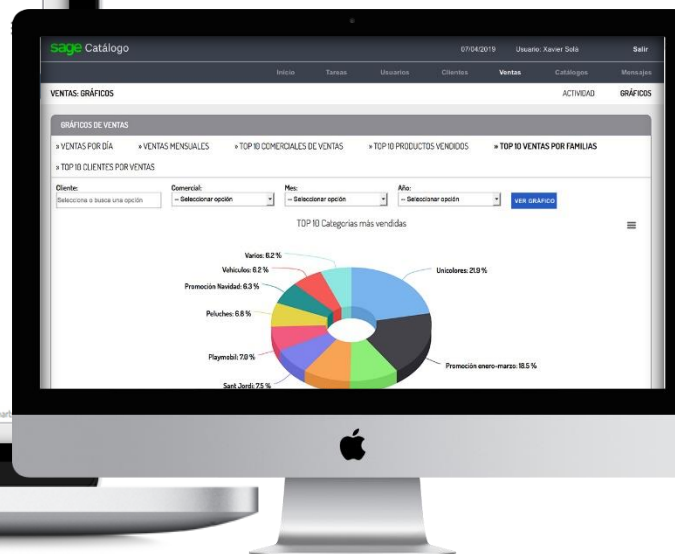 sage Catálogo
07/04/2019 Usuario: Xavier Solà Salir
Inicio Tareas Usuarios Clientes Ventas Catálogos Mensajes
VENTAS: GRÁFICOS ACTIVIDAD GRÁFICOS
GRÁFICOS DE VENTAS
» VENTAS POR DÍA » VENTAS MENSUALES » TOP 10 COMERCIALES DE VENTAS » TOP 10 PRODUCTOS VENDIDOS » TOP 10 VENTAS POR FAMILIAS
» TOP 10 CLIENTES POR VENTAS
Cliente: Comercial: Mes: Año:
Seleccione o busca una opción -- Seleccionar opción -- Seleccionar opción -- Seleccionar opción VER GRÁFICO
TOP 10 Categorias más vendidas
Varios: 6.2 %
Vehículos: 6.2 % Unicolores: 21.9 %
Promoción Navidad: 6.3 %
Peluches: 6.8 %
Playmobil: 7.0 %
Promoción enero-marzo: 18.5 %
Sant Jordi: 7.5 %